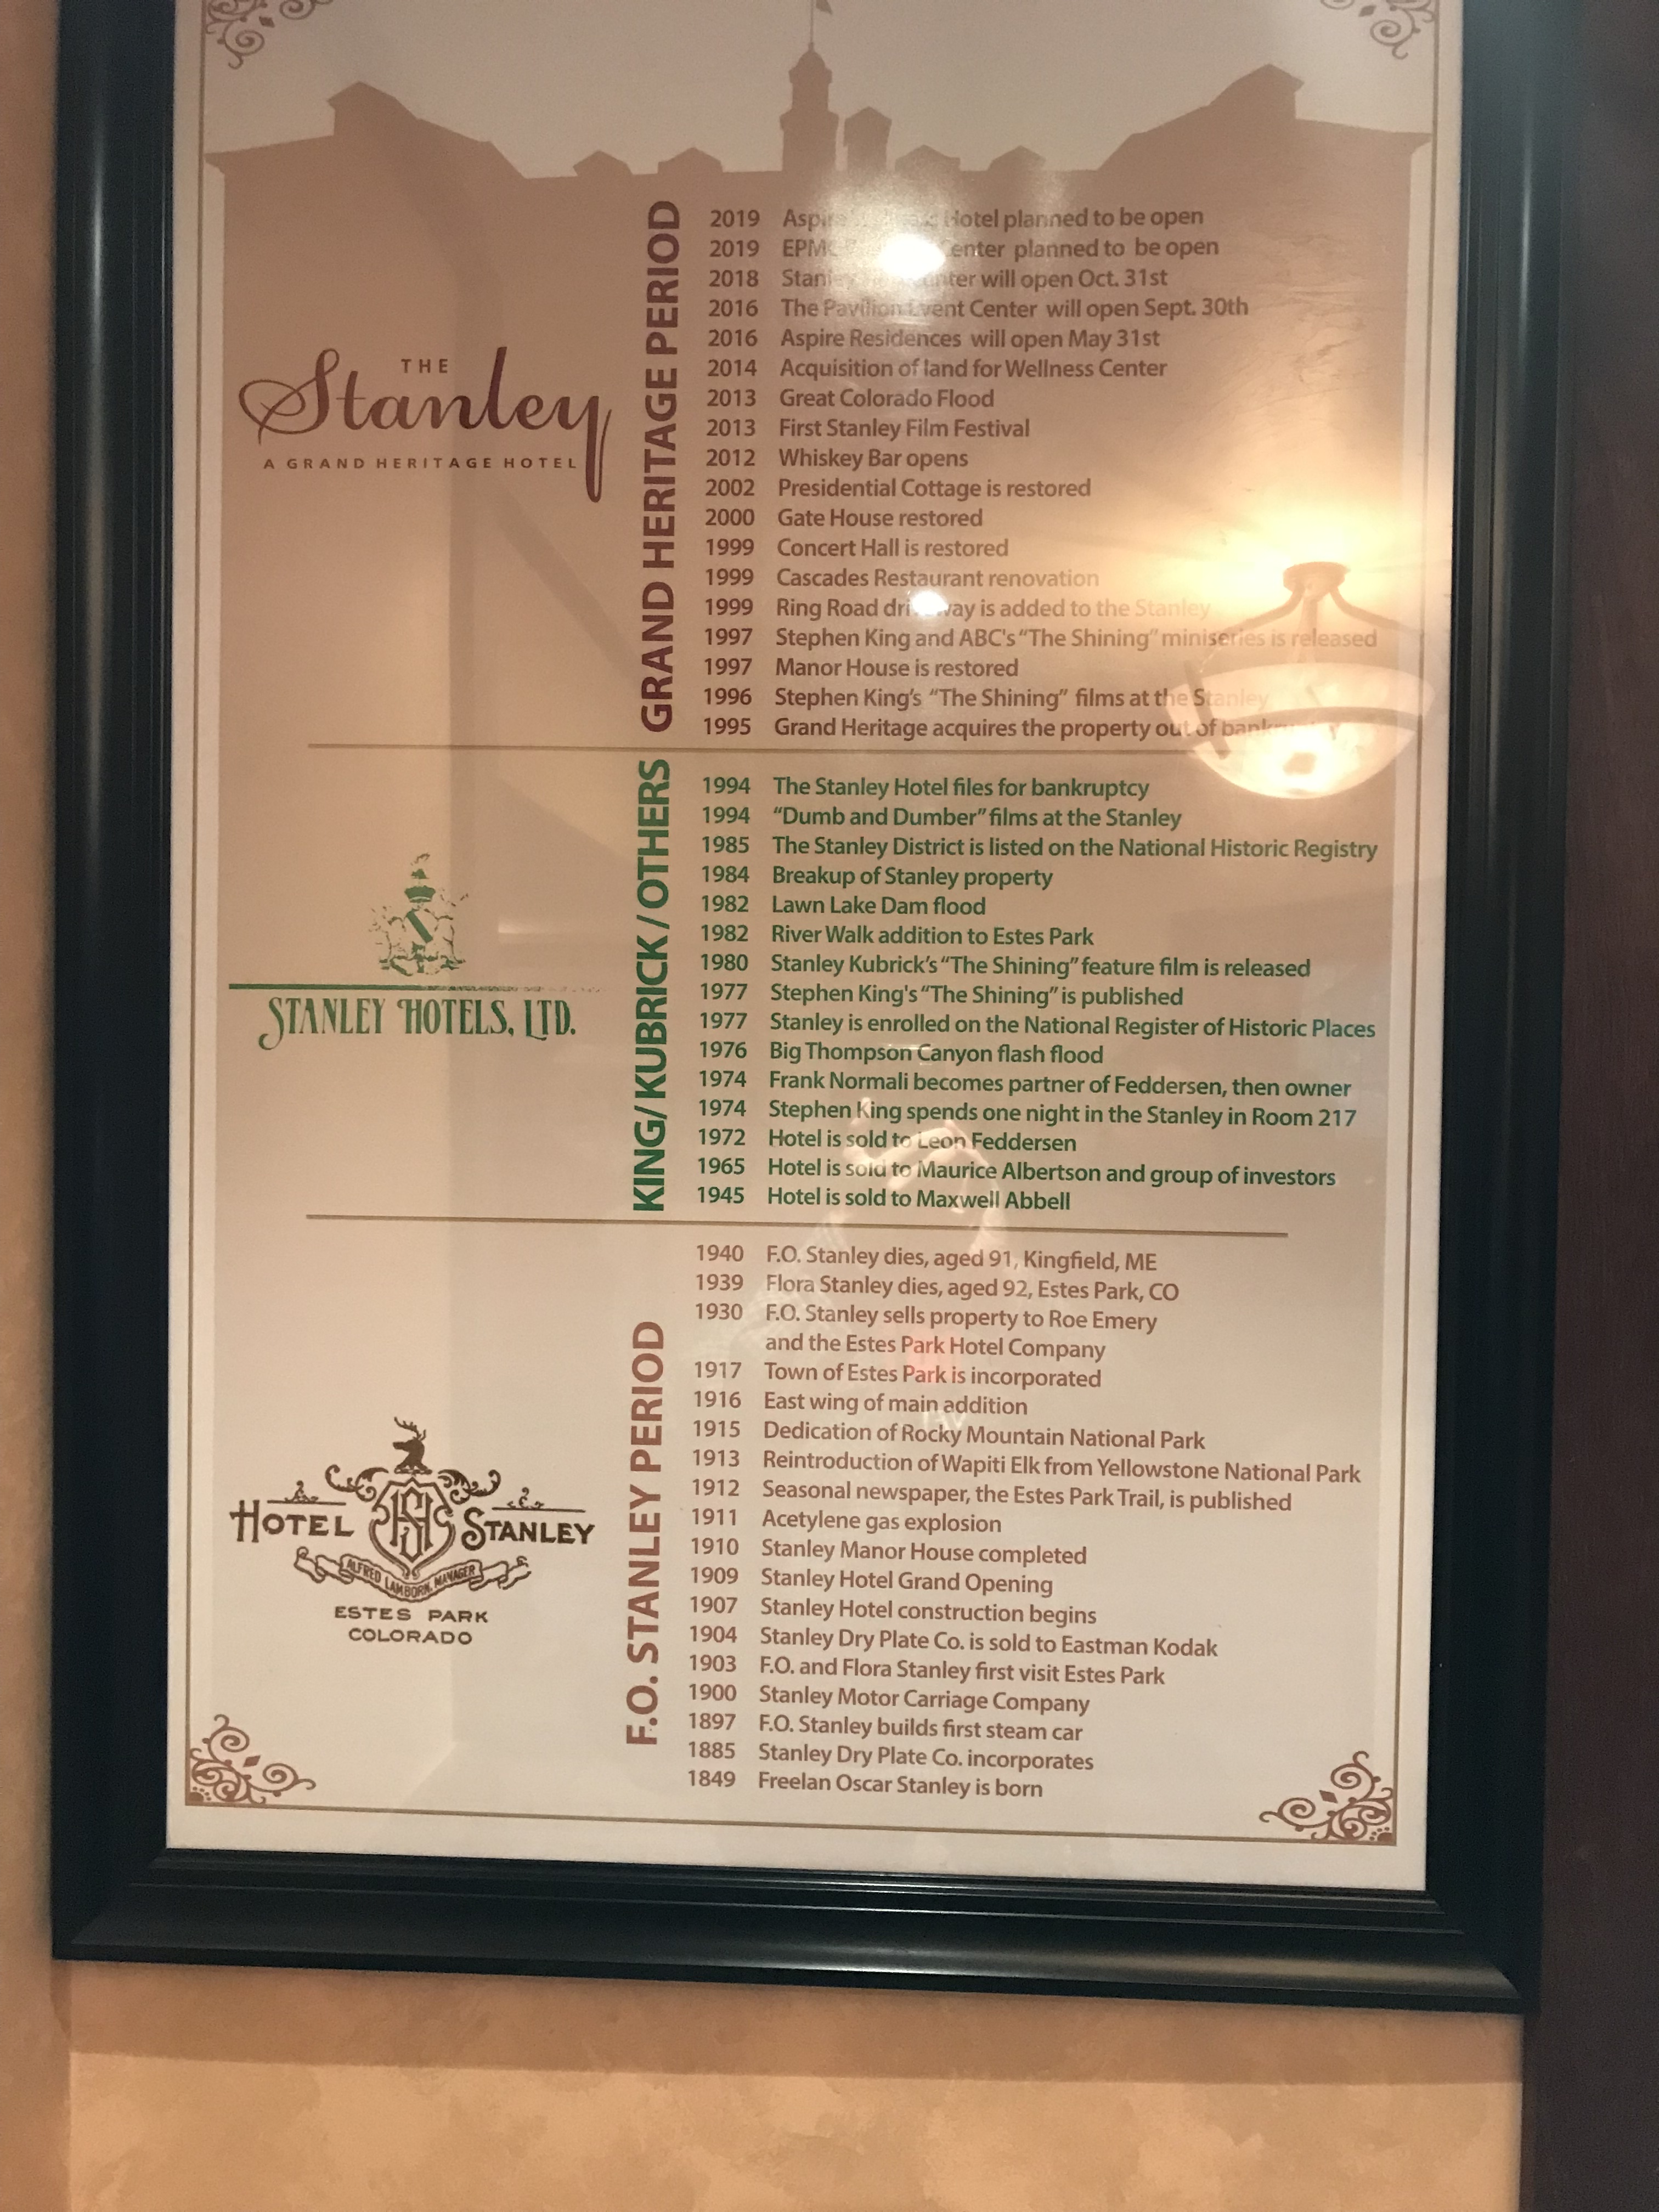 THE
Stanley
A GRAND HERITAGE HOTEL
GRAND HERITAGE PERIOD
2019 Hotel planned to be open
2019 Center planned to be open
2018 Stanley will open Oct. 31st
2016 The Pavilion Event Center will open Sept. 30th
2016 Aspire Residences will open May 31st
2014 Acquisition of land for Wellness Center
2013 Great Colorado Flood
2013 First Stanley Film Festival
2012 Whiskey Bar opens
2002 Presidential Cottage is restored
2000 Gate House restored
1999 Concert Hall is restored
1999 Cascades Restaurant renovation
1999 Ring Road driveway is added to the Stanley
1997 Stephen King and ABC's "The Shining" miniseries is released
1997 Manor House is restored
1996 Stephen King's "The Shining" films at the Stanley
1995 Grand Heritage acquires the property out of bankruptcy
STANLEY HOTELS, LTD.
KING/KUBRICK/OTHERS
1994 The Stanley Hotel files for bankruptcy
1994 "Dumb and Dumber" films at the Stanley
1985 The Stanley District is listed on the National Historic Registry
1984 Breakup of Stanley property
1982 Lawn Lake Dam flood
1982 River Walk addition to Estes Park
1980 Stanley Kubrick's "The Shining" feature film is released
1977 Stephen King's "The Shining" is published
1977 Stanley is enrolled on the National Register of Historic Places
1976 Big Thompson Canyon flash flood
1974 Frank Normali becomes partner of Feddersen, then owner
1974 Stephen King spends one night in the Stanley in Room 217
1972 Hotel is sold to Leon Feddersen
1965 Hotel is sold to Maurice Albertson and group of investors
1945 Hotel is sold to Maxwell Abbell
HOTEL SH STANLEY
ALFRED LAMBORN, MANAGER
ESTES PARK
COLORADO
F.O. STANLEY PERIOD
1940 F.O. Stanley dies, aged 91, Kingfield, ME
1939 Flora Stanley dies, aged 92, Estes Park, CO
1930 F.O. Stanley sells property to Roe Emery
and the Estes Park Hotel Company
1917 Town of Estes Park is incorporated
1916 East wing of main addition
1915 Dedication of Rocky Mountain National Park
1913 Reintroduction of Wapiti Elk from Yellowstone National Park
1912 Seasonal newspaper, the Estes Park Trail, is published
1911 Acetylene gas explosion
1910 Stanley Manor House completed
1909 Stanley Hotel Grand Opening
1907 Stanley Hotel construction begins
1904 Stanley Dry Plate Co. is sold to Eastman Kodak
1903 F.O. and Flora Stanley first visit Estes Park
1900 Stanley Motor Carriage Company
1897 F.O. Stanley builds first steam car
1885 Stanley Dry Plate Co. incorporates
1849 Freelan Oscar Stanley is born